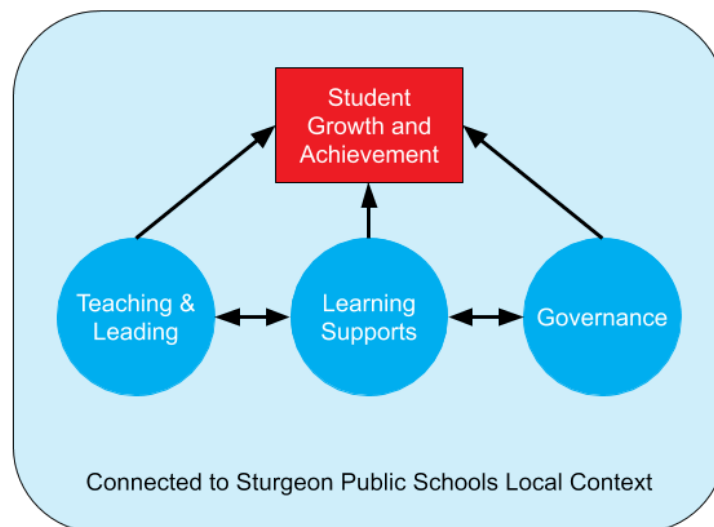 Student
Growth and
Achievement
Teaching &
Leading
Learning
Supports
Governance
Connected to Sturgeon Public Schools Local Context